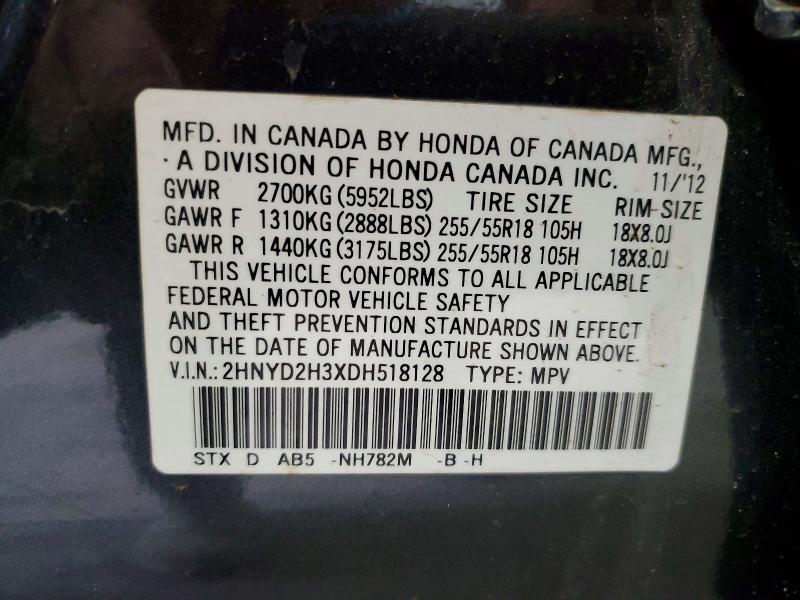 MFD. IN CANADA BY HONDA OF CANADA MFG.,
· A DIVISION OF HONDA CANADA INC. 11/'12
GVWR 2700KG (5952LBS) TIRE SIZE RIM-SIZE
GAWR F 1310KG (2888LBS) 255/55R18 105H 18X8.0J
GAWR R 1440KG (3175LBS) 255/55R18 105H 18X8.0J
THIS VEHICLE CONFORMS TO ALL APPLICABLE
FEDERAL MOTOR VEHICLE SAFETY
AND THEFT PREVENTION STANDARDS IN EFFECT
ON THE DATE OF MANUFACTURE SHOWN ABOVE.
V.I.N.: 2HNYD2H3XDH518128 TYPE: MPV
STX D AB5 -NH782M -B -H